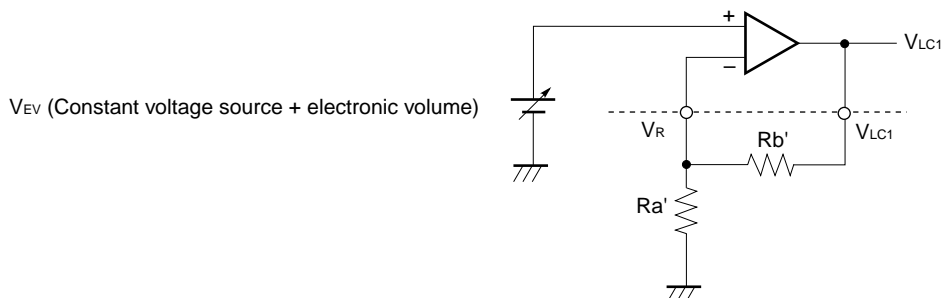 +
VLC1
−
VEV (Constant voltage source + electronic volume)
VR
VLC1
Rb'
Ra'